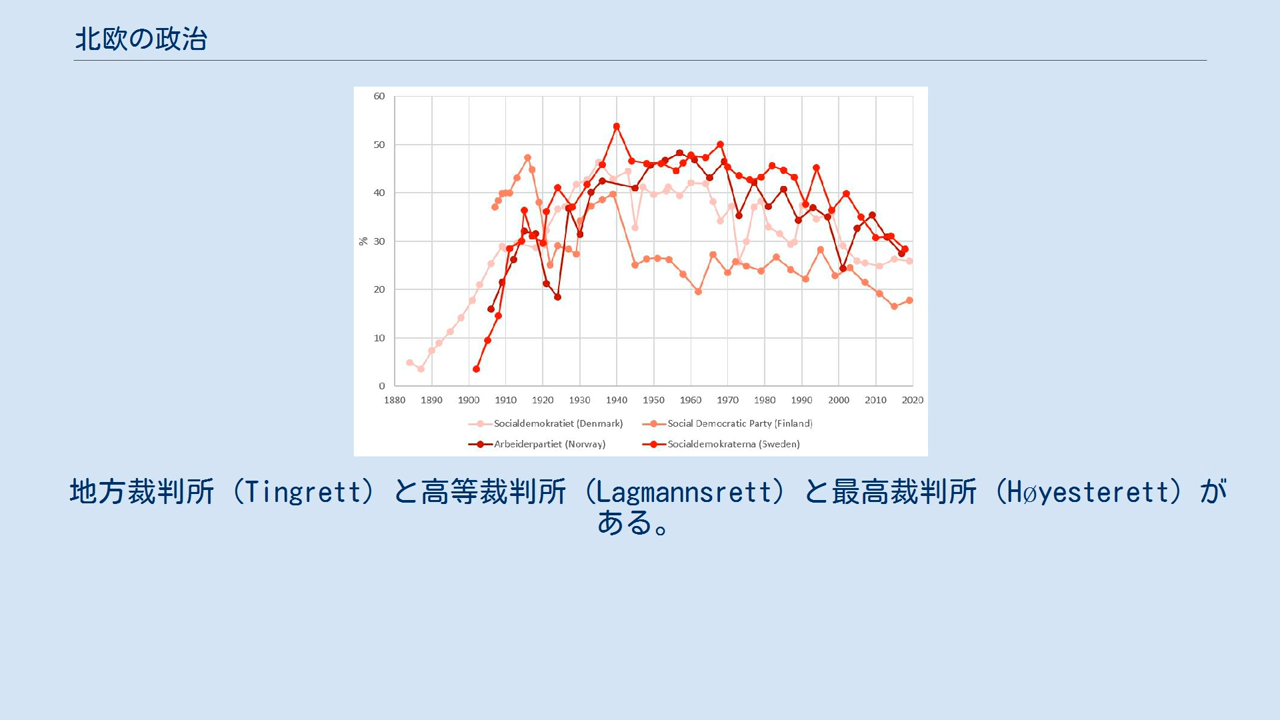 北欧の政治
60
50
40
30
20
10
0
%
1880 1890 1900 1910 1920 1930 1940 1950 1960 1970 1980 1990 2000 2010 2020
Socialdemokratiet (Denmark) Social Democratic Party (Finland)
Arbeiderpartiet (Norway) Socialdemokraterna (Sweden)
地方裁判所（Tingrett）と高等裁判所（Lagmannsrett）と最高裁判所（Høyesterett）が
ある。